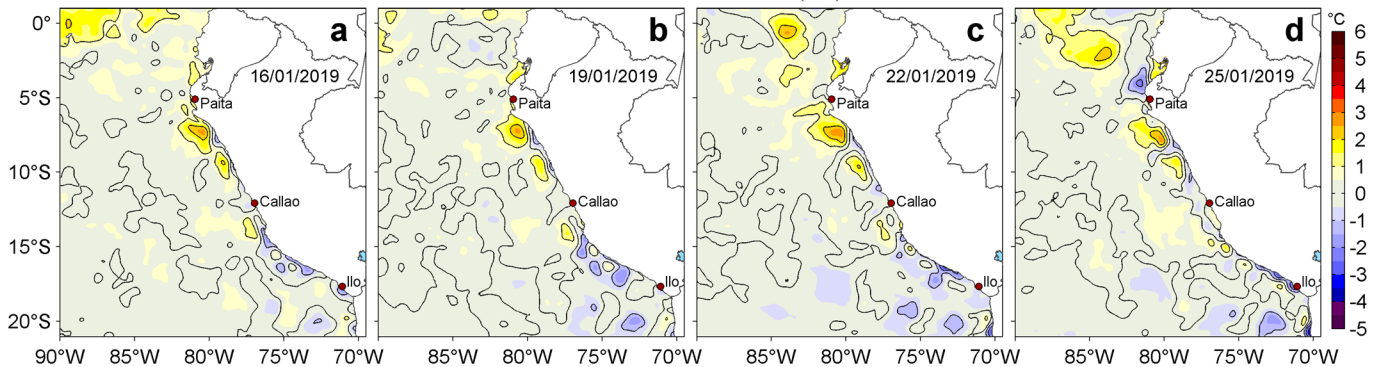 a b c d
°C
16/01/2019 19/01/2019 22/01/2019 25/01/2019
0°
5°S
10°S
15°S
20°S
Paita Paita Paita Paita
Callao Callao Callao Callao
Ilo Ilo Ilo Ilo
6
5
4
3
2
1
0
-1
-2
-3
-4
-5
90°W 85°W 80°W 75°W 70°W 85°W 80°W 75°W 70°W 85°W 80°W 75°W 70°W 85°W 80°W 75°W 70°W